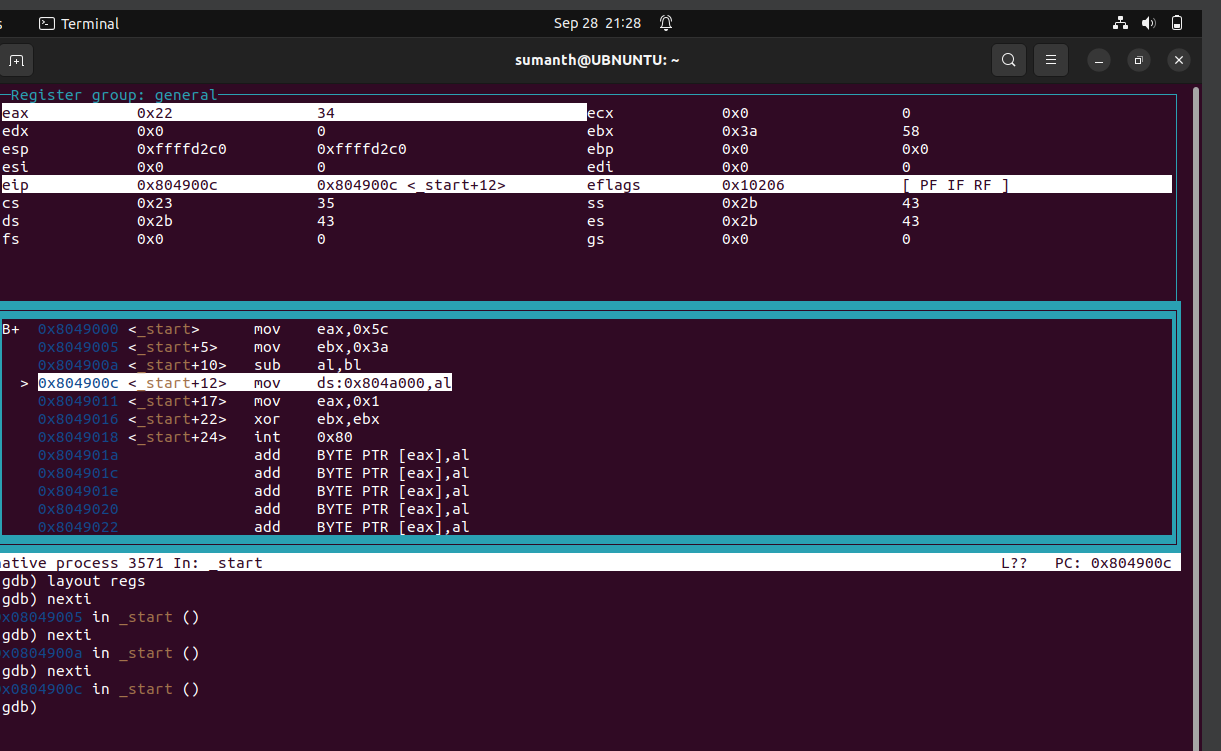 s Terminal Sep 28 21:28
sumanth@UBNUNTU: ~
Register group: general
eax 0x22 34 ecx 0x0 0
edx 0x0 0 ebx 0x3a 58
esp 0xffffd2c0 0xffffd2c0 ebp 0x0 0x0
esi 0x0 0 edi 0x0 0
eip 0x804900c 0x804900c <_start+12> eflags 0x10206 [ PF IF RF ]
cs 0x23 35 ss 0x2b 43
ds 0x2b 43 es 0x2b 43
fs 0x0 0 gs 0x0 0
B+ 0x8049000 <_start> mov eax,0x5c
0x8049005 <_start+5> mov ebx,0x3a
0x804900a <_start+10> sub al,bl
> 0x804900c <_start+12> mov ds:0x804a000,al
0x8049011 <_start+17> mov eax,0x1
0x8049016 <_start+22> xor ebx,ebx
0x8049018 <_start+24> int 0x80
0x804901a add BYTE PTR [eax],al
0x804901c add BYTE PTR [eax],al
0x804901e add BYTE PTR [eax],al
0x8049020 add BYTE PTR [eax],al
0x8049022 add BYTE PTR [eax],al
native process 3571 In: _start L?? PC: 0x804900c
gdb) layout regs
gdb) nexti
x08049005 in _start ()
gdb) nexti
x0804900a in _start ()
gdb) nexti
x0804900c in _start ()
gdb)